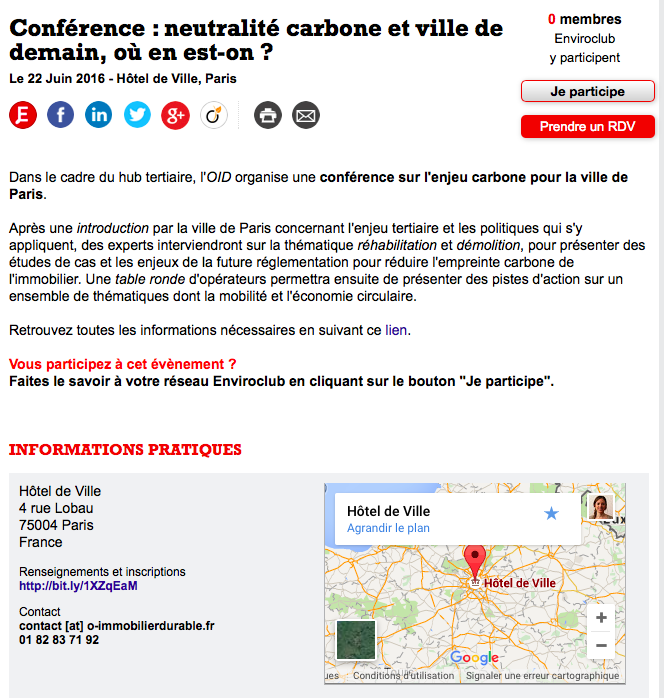 Conférence : neutralité carbone et ville de
demain, où en est-on ?
Le 22 Juin 2016 - Hôtel de Ville, Paris
0 membres
Enviroclub
y participent
Je participe
Prendre un RDV
Dans le cadre du hub tertiaire, l'OID organise une conférence sur l'enjeu carbone pour la ville de
Paris.
Après une introduction par la ville de Paris concernant l'enjeu tertiaire et les politiques qui s'y
appliquent, des experts interviendront sur la thématique réhabilitation et démolition, pour présenter des
études de cas et les enjeux de la future réglementation pour réduire l'empreinte carbone de
l'immobilier. Une table ronde d'opérateurs permettra ensuite de présenter des pistes d'action sur un
ensemble de thématiques dont la mobilité et l'économie circulaire.
Retrouvez toutes les informations nécessaires en suivant ce lien.
Vous participez à cet évènement ?
Faites le savoir à votre réseau Enviroclub en cliquant sur le bouton "Je participe".
INFORMATIONS PRATIQUES
Hôtel de Ville
4 rue Lobau
75004 Paris
France
Renseignements et inscriptions
http://bit.ly/1XZqEaM
Contact
contact [at] o-immobilierdurable.fr
01 82 83 71 92
Hôtel de Ville
Agrandir le plan
Hôtel de Ville
Google
Conditions d'utilisation
Signaler une erreur cartographique